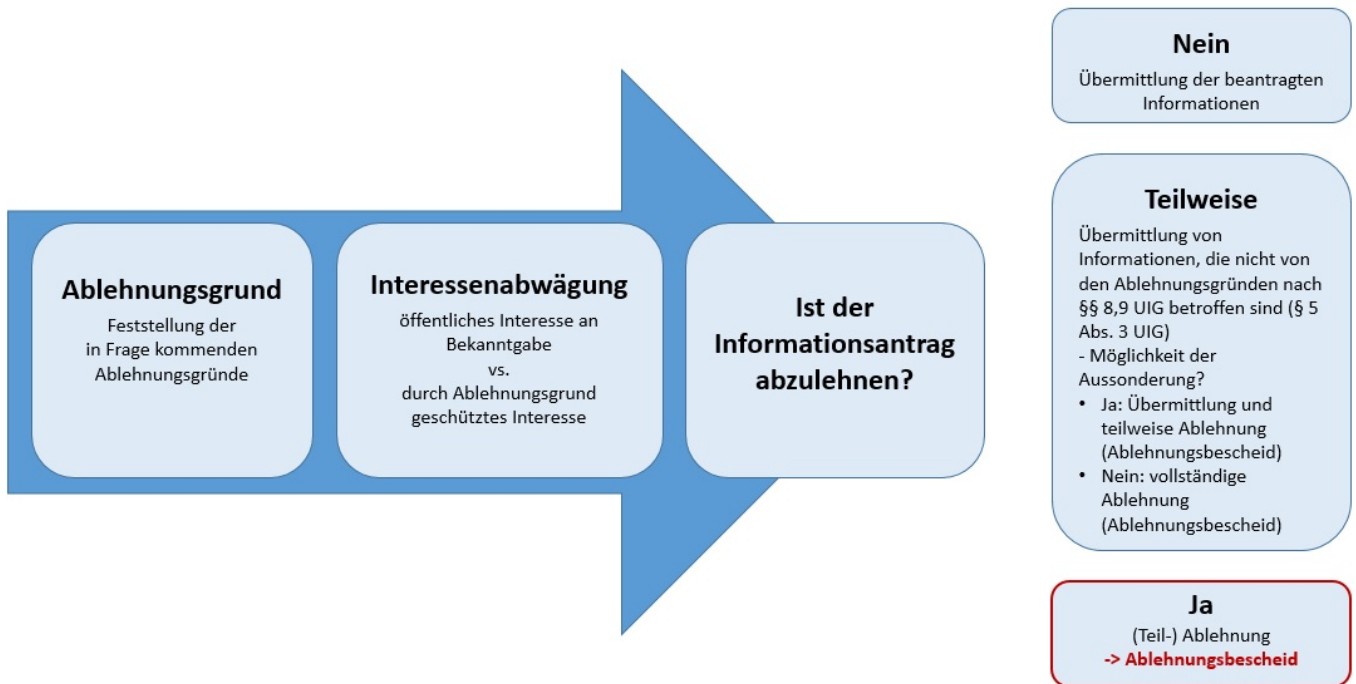 Ablehnungsgrund
Feststellung der
in Frage kommenden
Ablehnungsgründe
Interessenabwägung
öffentliches Interesse an
Bekanntgabe
vs.
durch Ablehnungsgrund
geschütztes Interesse
Ist der
Informationsantrag
abzulehnen?
Nein
Übermittlung der beantragten
Informationen
Teilweise
Übermittlung von
Informationen, die nicht von
den Ablehnungsgründen nach
§§ 8,9 UIG betroffen sind (§ 5
Abs. 3 UIG)
- Möglichkeit der
Aussonderung?
• Ja: Übermittlung und
teilweise Ablehnung
(Ablehnungsbescheid)
• Nein: vollständige
Ablehnung
(Ablehnungsbescheid)
Ja
(Teil-) Ablehnung
-> Ablehnungsbescheid